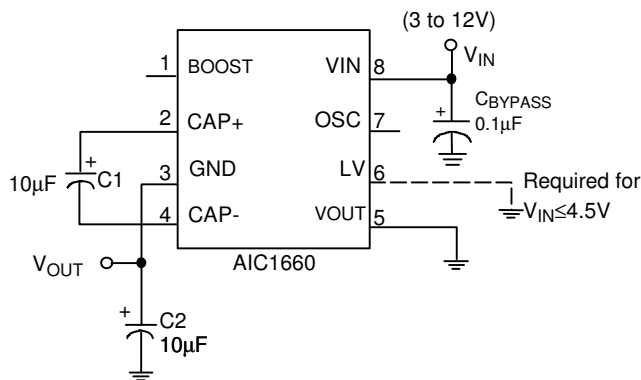 (3 to 12V)
VIN
1 BOOST VIN 8
CBYPASS
0.1µF
2 CAP+ OSC 7
+
10µF
+
C1
3 GND LV 6
Required for
VIN≤4.5V
4 CAP- VOUT 5
VOUT
AIC1660
+
C2
10µF